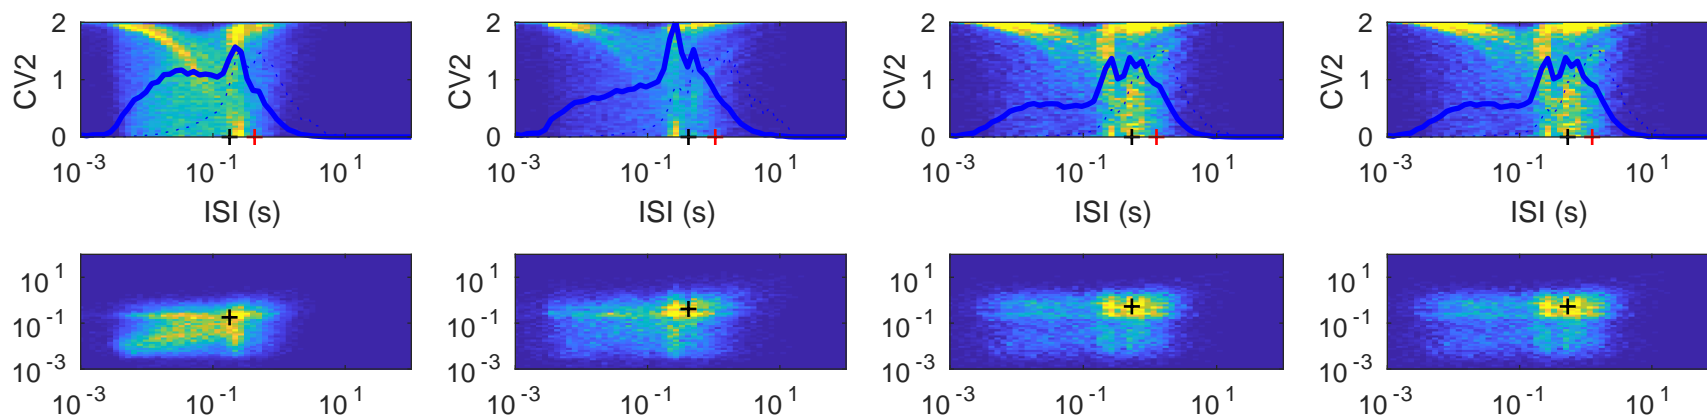 2 2 2 2
CV2 CV2 CV2 CV2
1 1 1 1
0 0 0 0
10^-3 10^-1 10^1 10^-3 10^-1 10^1 10^-3 10^-1 10^1 10^-3 10^-1 10^1
ISI (s) ISI (s) ISI (s) ISI (s)
10^1 10^1 10^1 10^1
10^-1 10^-1 10^-1 10^-1
10^-3 10^-3 10^-3 10^-3
10^-3 10^-1 10^1 10^-3 10^-1 10^1 10^-3 10^-1 10^1 10^-3 10^-1 10^1